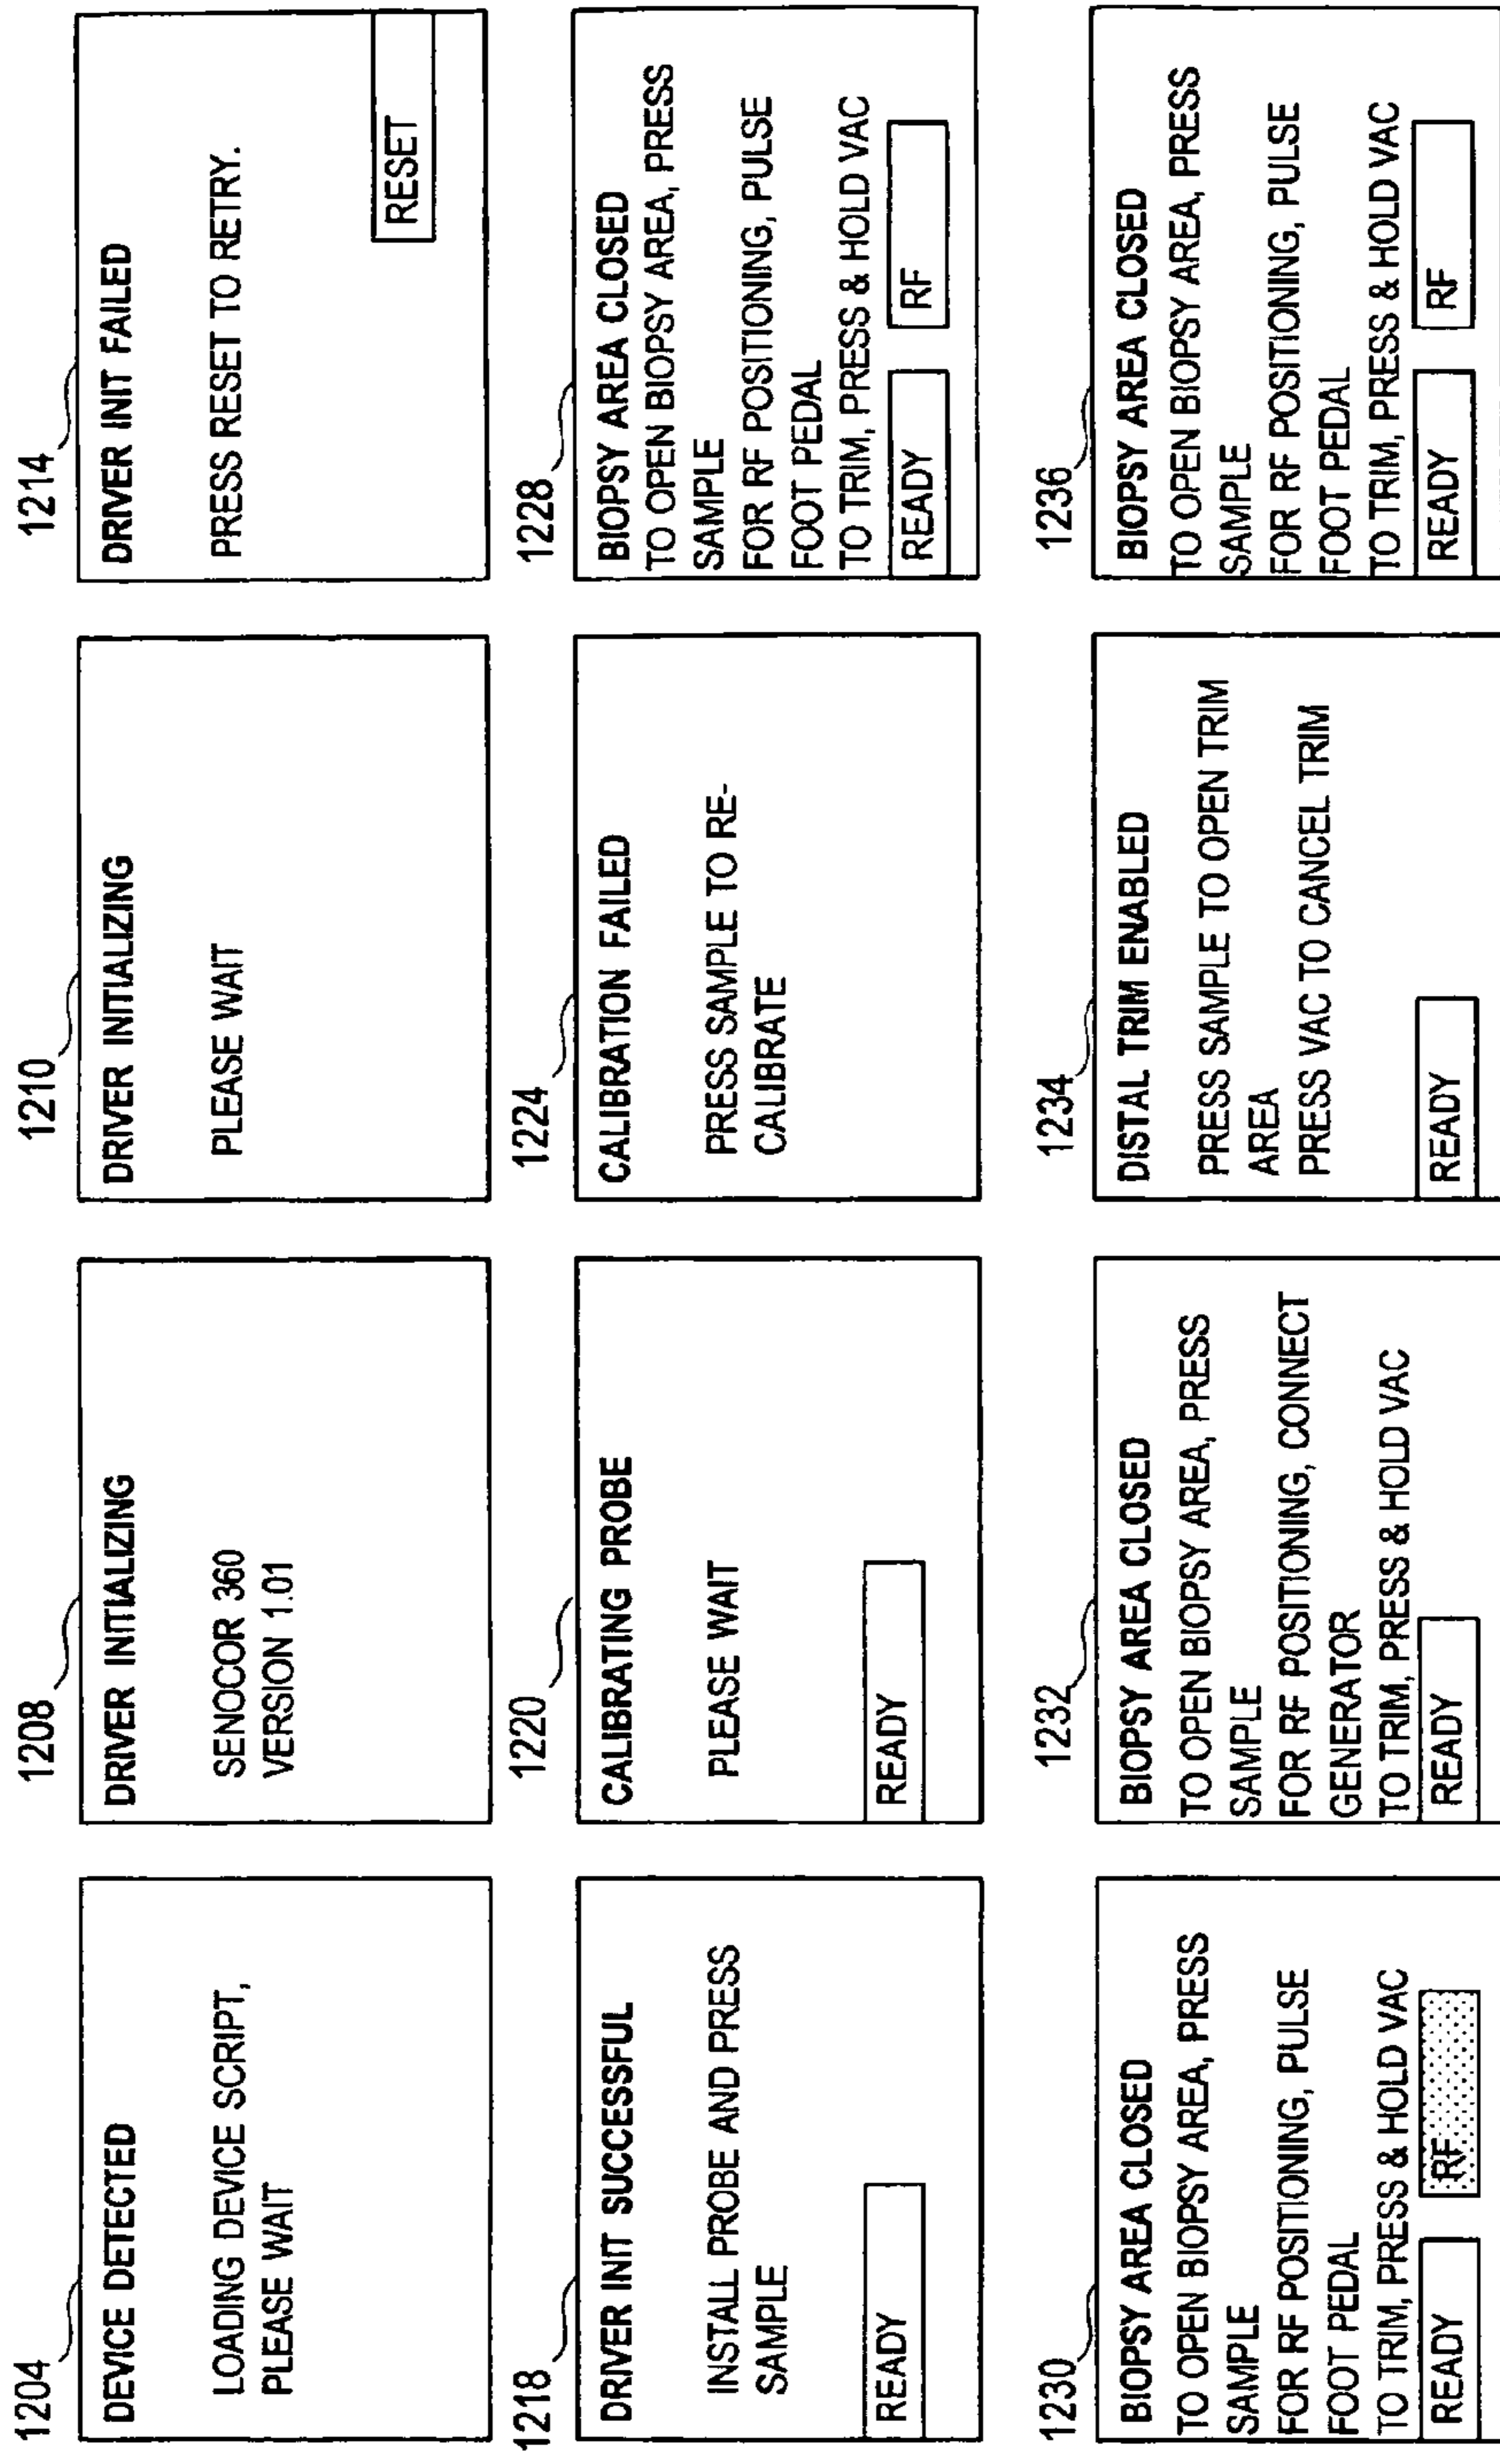 1204
DEVICE DETECTED
LOADING DEVICE SCRIPT,
PLEASE WAIT
1208
DRIVER INITIALIZING
SENOCOR 360
VERSION 1.01
1210
DRIVER INITIALIZING
PLEASE WAIT
1214
DRIVER INIT FAILED
PRESS RESET TO RETRY.
RESET
1218
DRIVER INIT SUCCESSFUL
INSTALL PROBE AND PRESS
SAMPLE
READY
1220
CALIBRATING PROBE
PLEASE WAIT
READY
1224
CALIBRATION FAILED
PRESS SAMPLE TO RE-
CALIBRATE
1228
BIOPSY AREA CLOSED
TO OPEN BIOPSY AREA, PRESS
SAMPLE
FOR RF POSITIONING, PULSE
FOOT PEDAL
TO TRIM, PRESS & HOLD VAC
READY
RF
1230
BIOPSY AREA CLOSED
TO OPEN BIOPSY AREA, PRESS
SAMPLE
FOR RF POSITIONING, PULSE
FOOT PEDAL
TO TRIM, PRESS & HOLD VAC
READY
RF
1232
BIOPSY AREA CLOSED
TO OPEN BIOPSY AREA, PRESS
SAMPLE
FOR RF POSITIONING, CONNECT
GENERATOR
TO TRIM, PRESS & HOLD VAC
READY
1234
DISTAL TRIM ENABLED
PRESS SAMPLE TO OPEN TRIM
AREA
PRESS VAC TO CANCEL TRIM
READY
1236
BIOPSY AREA CLOSED
TO OPEN BIOPSY AREA, PRESS
SAMPLE
FOR RF POSITIONING, PULSE
FOOT PEDAL
TO TRIM, PRESS & HOLD VAC
READY
RF